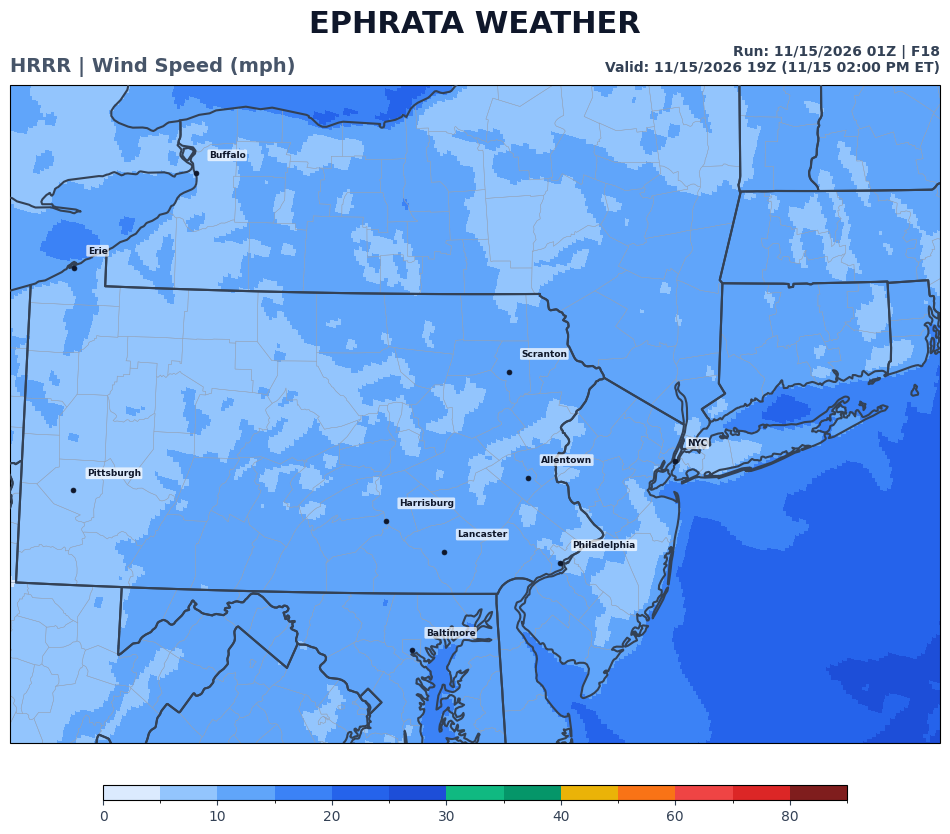 EPHRATA WEATHER
HRRR | Wind Speed (mph)
Run: 11/15/2026 01Z | F18
Valid: 11/15/2026 19Z (11/15 02:00 PM ET)
Buffalo
Erie
Scranton
NYC
Allentown
Pittsburgh
Harrisburg
Lancaster
Philadelphia
Baltimore
0 10 20 30 40 50 60 70 80